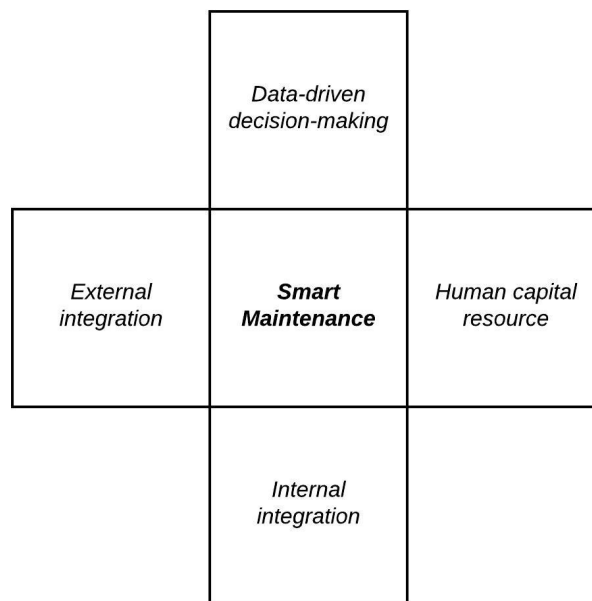 Data-driven
decision-making
External
integration
Smart
Maintenance
Human capital
resource
Internal
integration